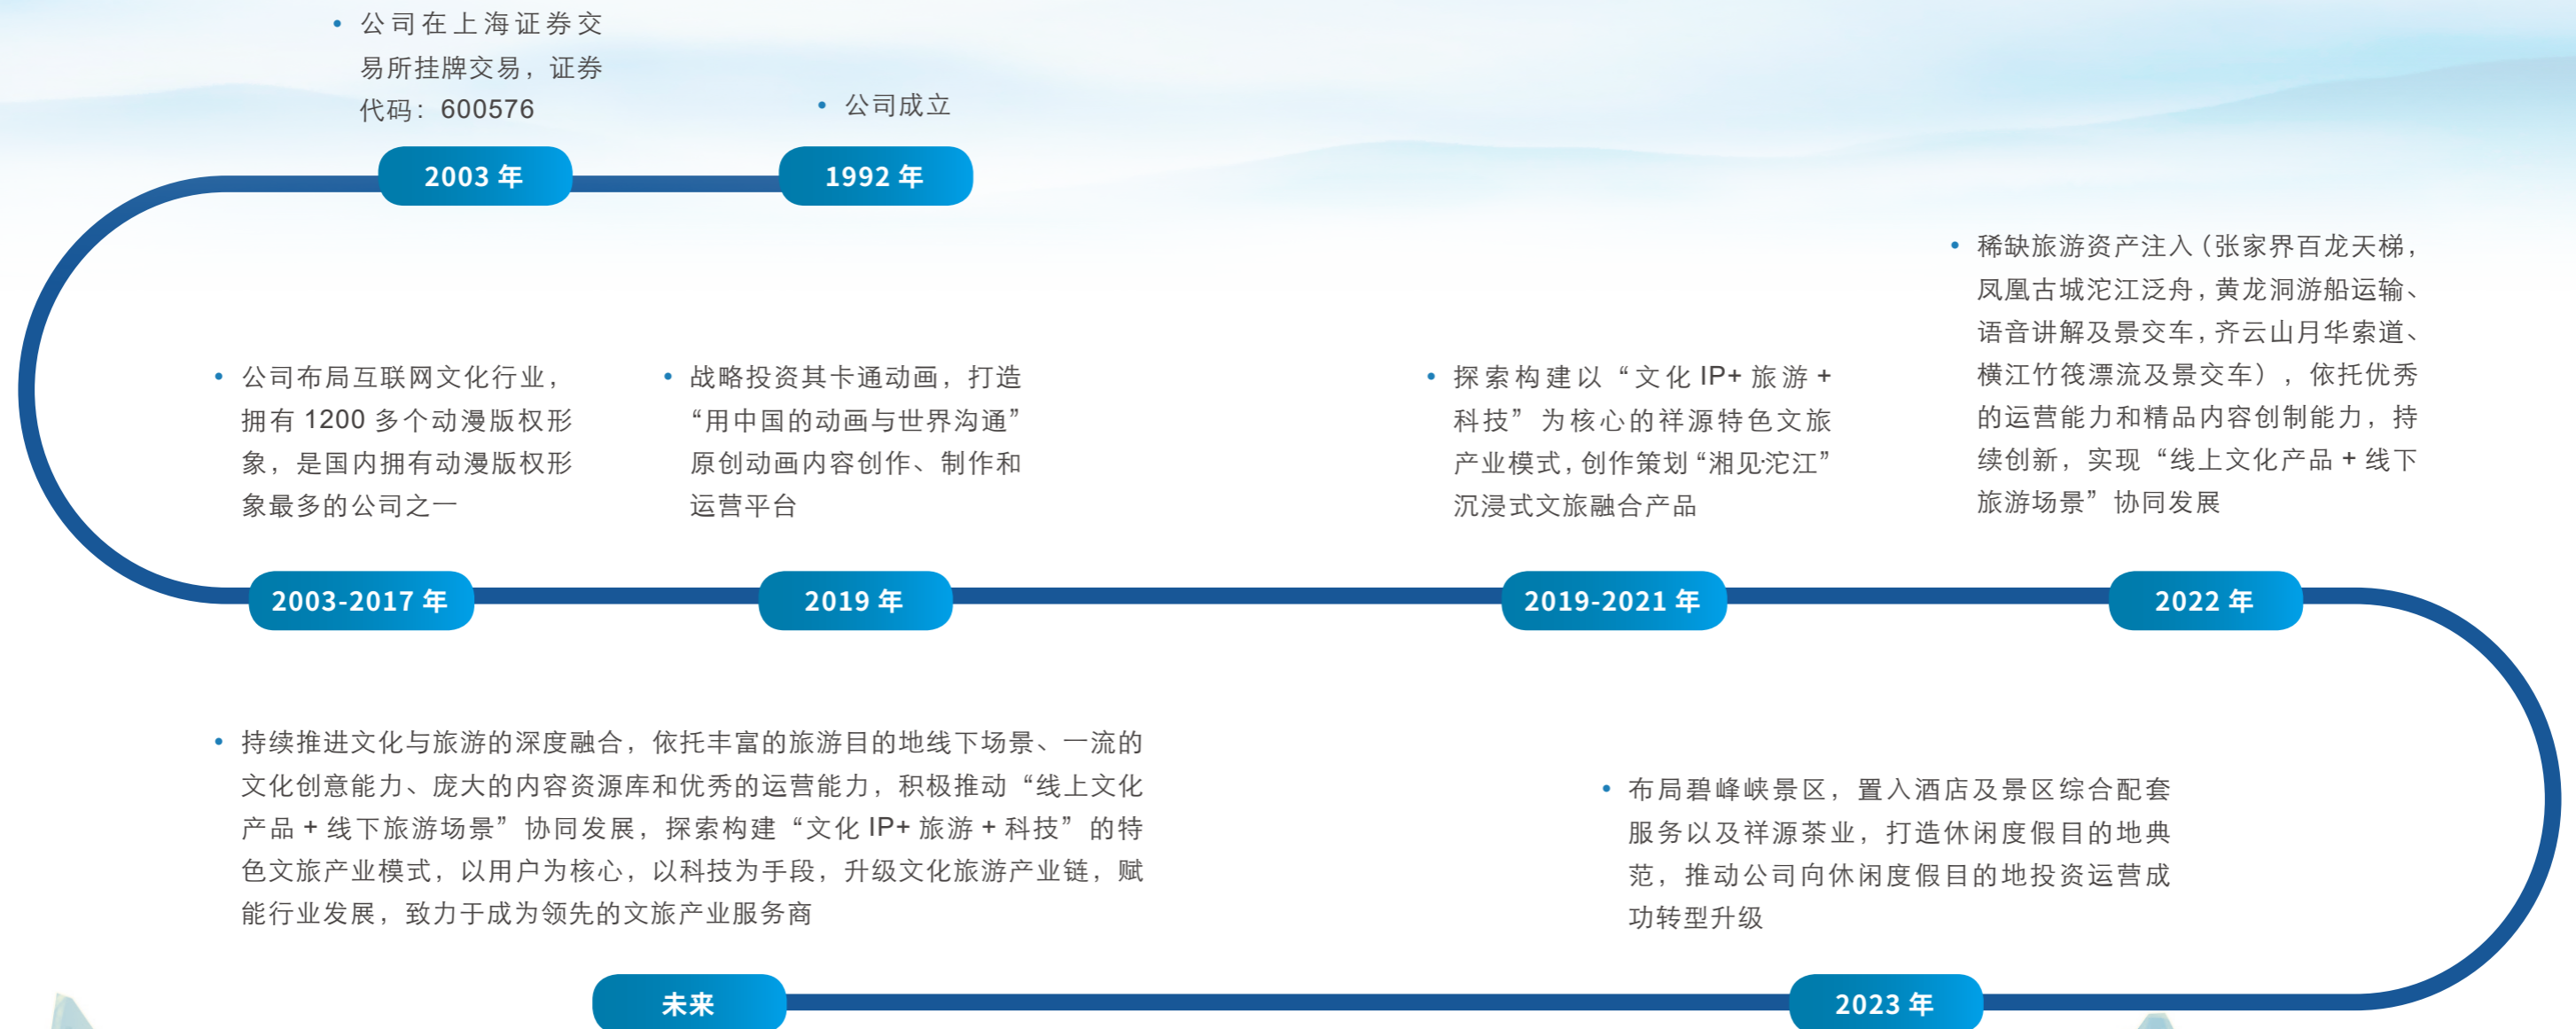 • 公司在上海证券交
易所挂牌交易，证券
代码：600576
2003 年
• 公司成立
1992 年
• 公司布局互联网文化行业，
拥有 1200 多个动漫版权形
象，是国内拥有动漫版权形
象最多的公司之一
2003-2017 年
• 战略投资其卡通动画，打造
“用中国的动画与世界沟通”
原创动画内容创作、制作和
运营平台
2019 年
• 探索构建以“文化 IP+ 旅游 +
科技”为核心的祥源特色文旅
产业模式，创作策划“湘见·沱江”
沉浸式文旅融合产品
2019-2021 年
• 稀缺旅游资产注入（张家界百龙天梯，
凤凰古城沱江泛舟，黄龙洞游船运输、
语音讲解及景交车，齐云山月华索道、
横江竹筏漂流及景交车），依托优秀
的运营能力和精品内容创制能力，持
续创新，实现“线上文化产品 + 线下
旅游场景”协同发展
2022 年
• 布局碧峰峡景区，置入酒店及景区综合配套
服务以及祥源茶业，打造休闲度假目的地典
范，推动公司向休闲度假目的地投资运营成
功转型升级
2023 年
• 持续推进文化与旅游的深度融合，依托丰富的旅游目的地线下场景、一流的
文化创意能力、庞大的内容资源库和优秀的运营能力，积极推动“线上文化
产品 + 线下旅游场景”协同发展，探索构建“文化 IP+ 旅游 + 科技”的特
色文旅产业模式，以用户为核心，以科技为手段，升级文化旅游产业链，赋
能行业发展，致力于成为领先的文旅产业服务商
未来